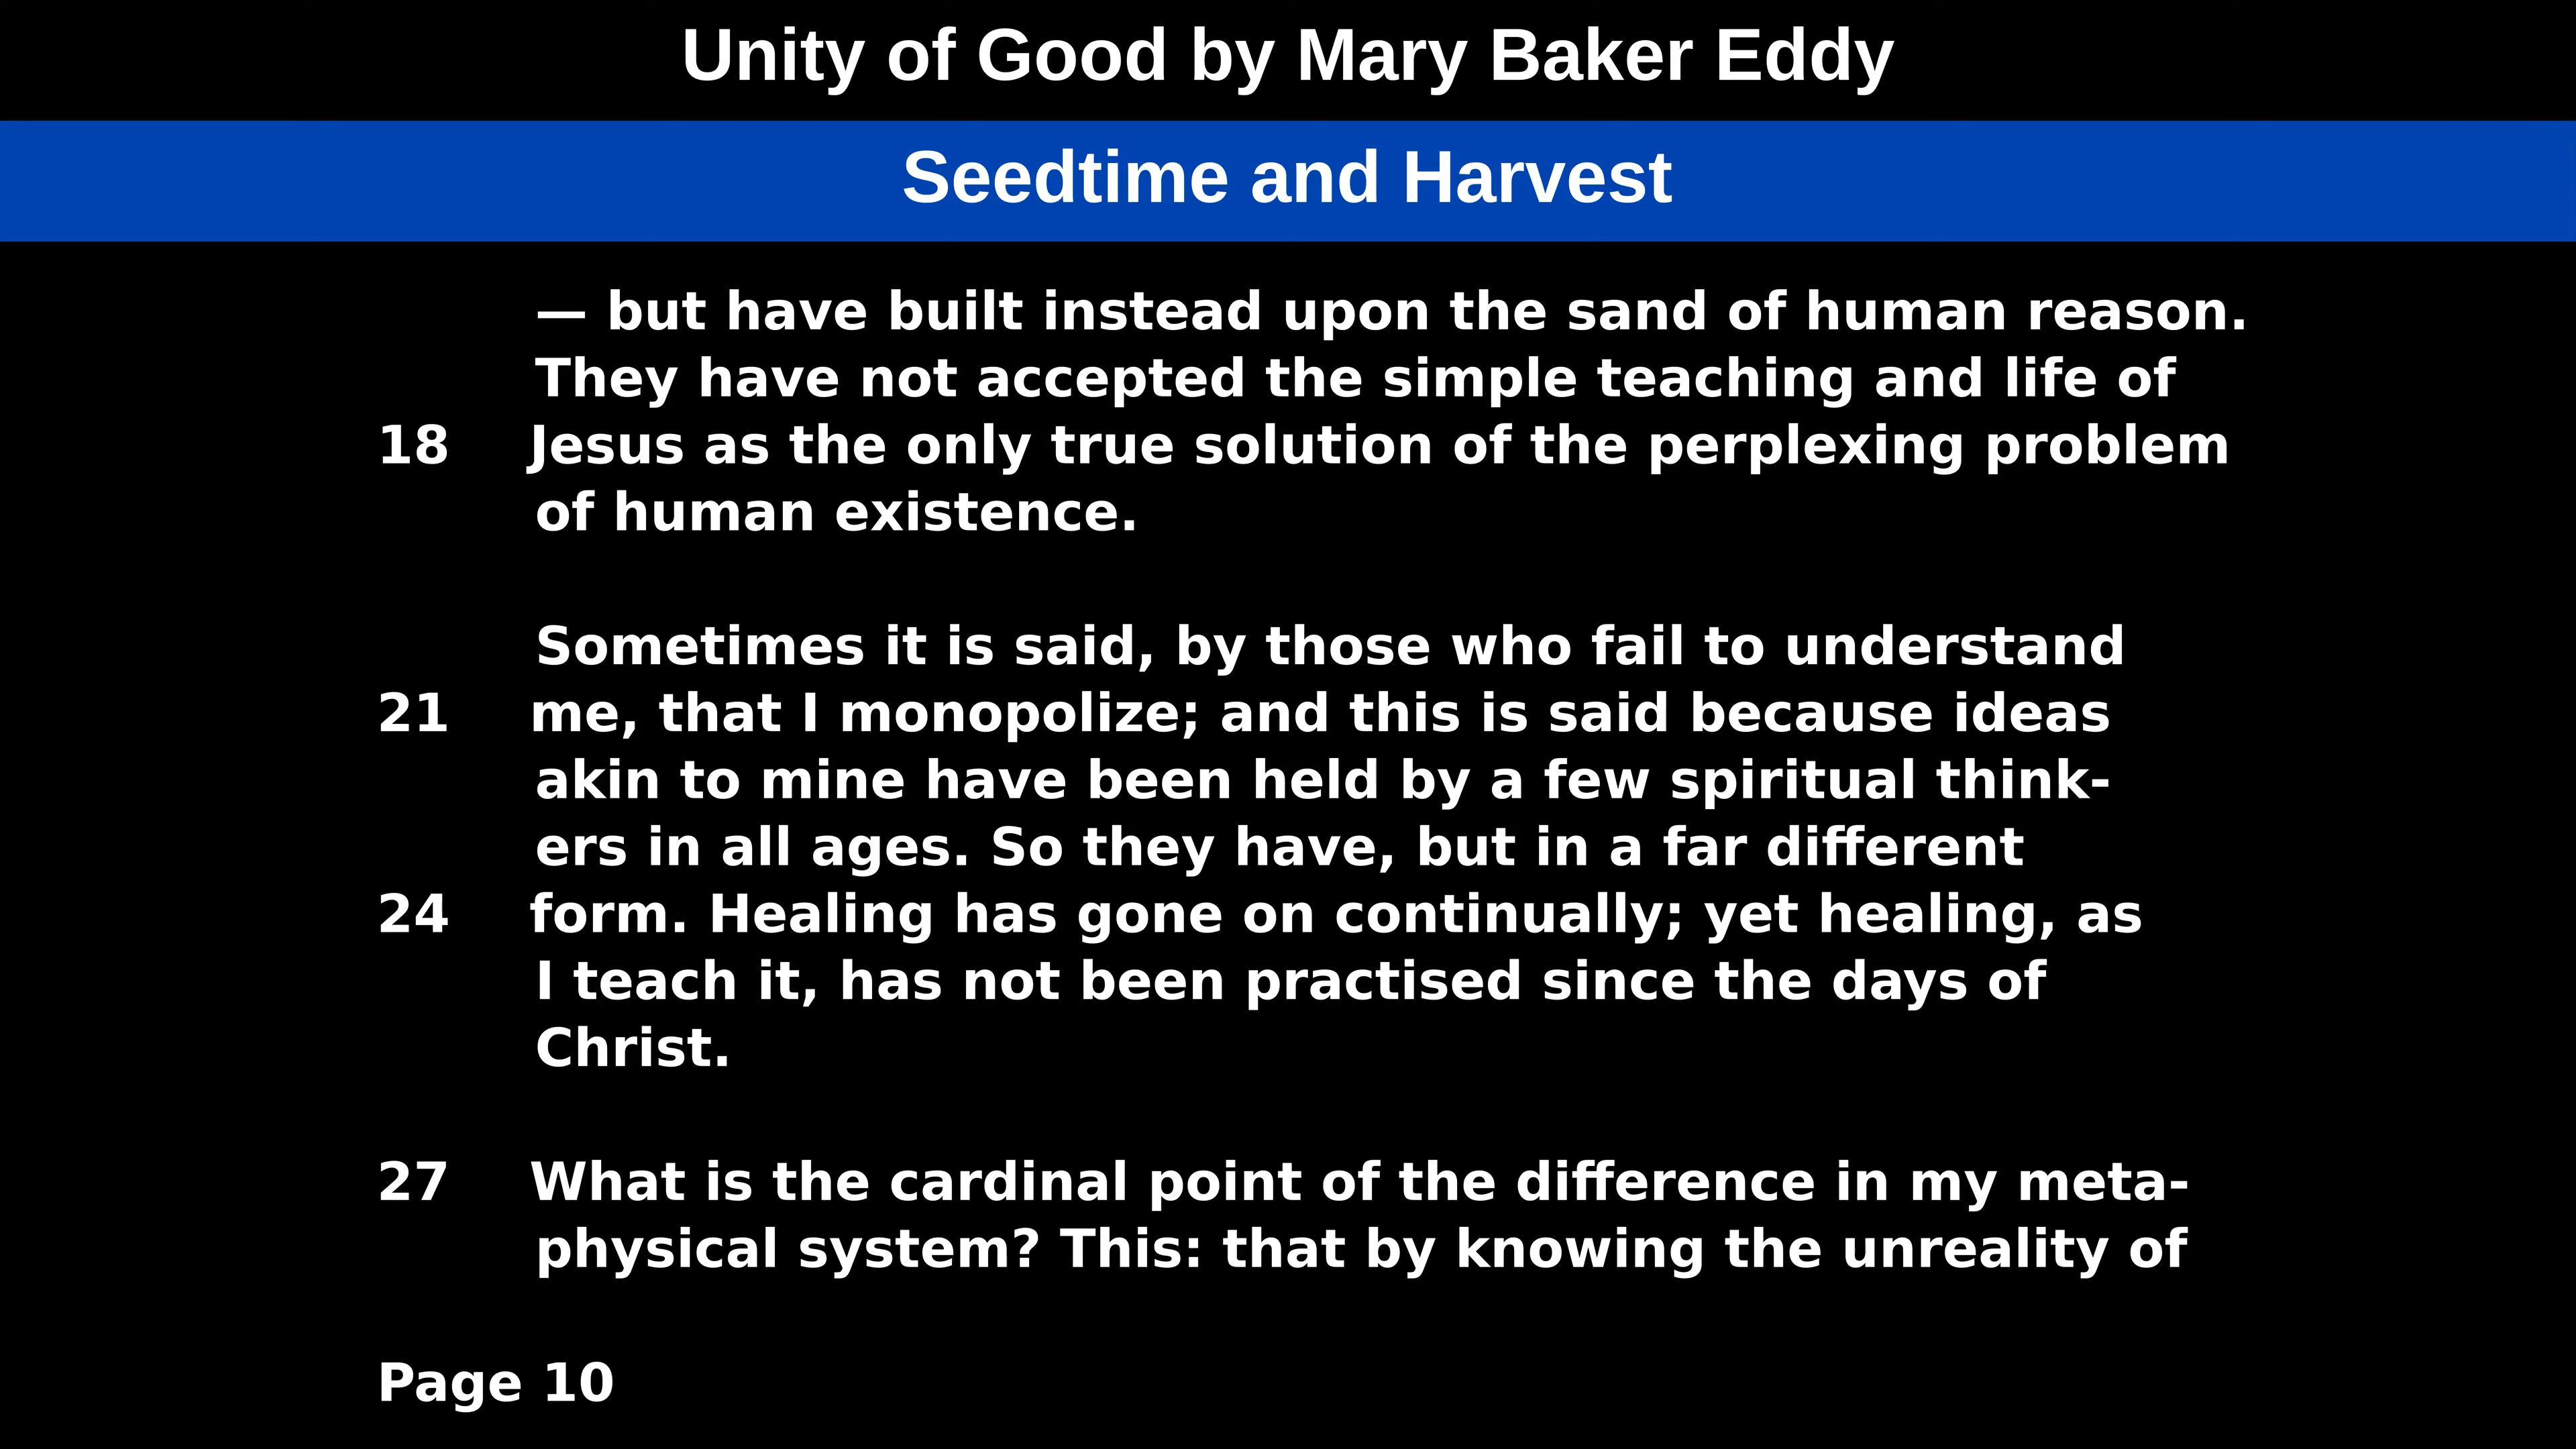 Unity of Good by Mary Baker Eddy
Seedtime and Harvest
— but have built instead upon the sand of human reason.
They have not accepted the simple teaching and life of
18 Jesus as the only true solution of the perplexing problem
of human existence.
Sometimes it is said, by those who fail to understand
21 me, that I monopolize; and this is said because ideas
akin to mine have been held by a few spiritual think-
ers in all ages. So they have, but in a far different
24 form. Healing has gone on continually; yet healing, as
I teach it, has not been practised since the days of
Christ.
27 What is the cardinal point of the difference in my meta-
physical system? This: that by knowing the unreality of
Page 10